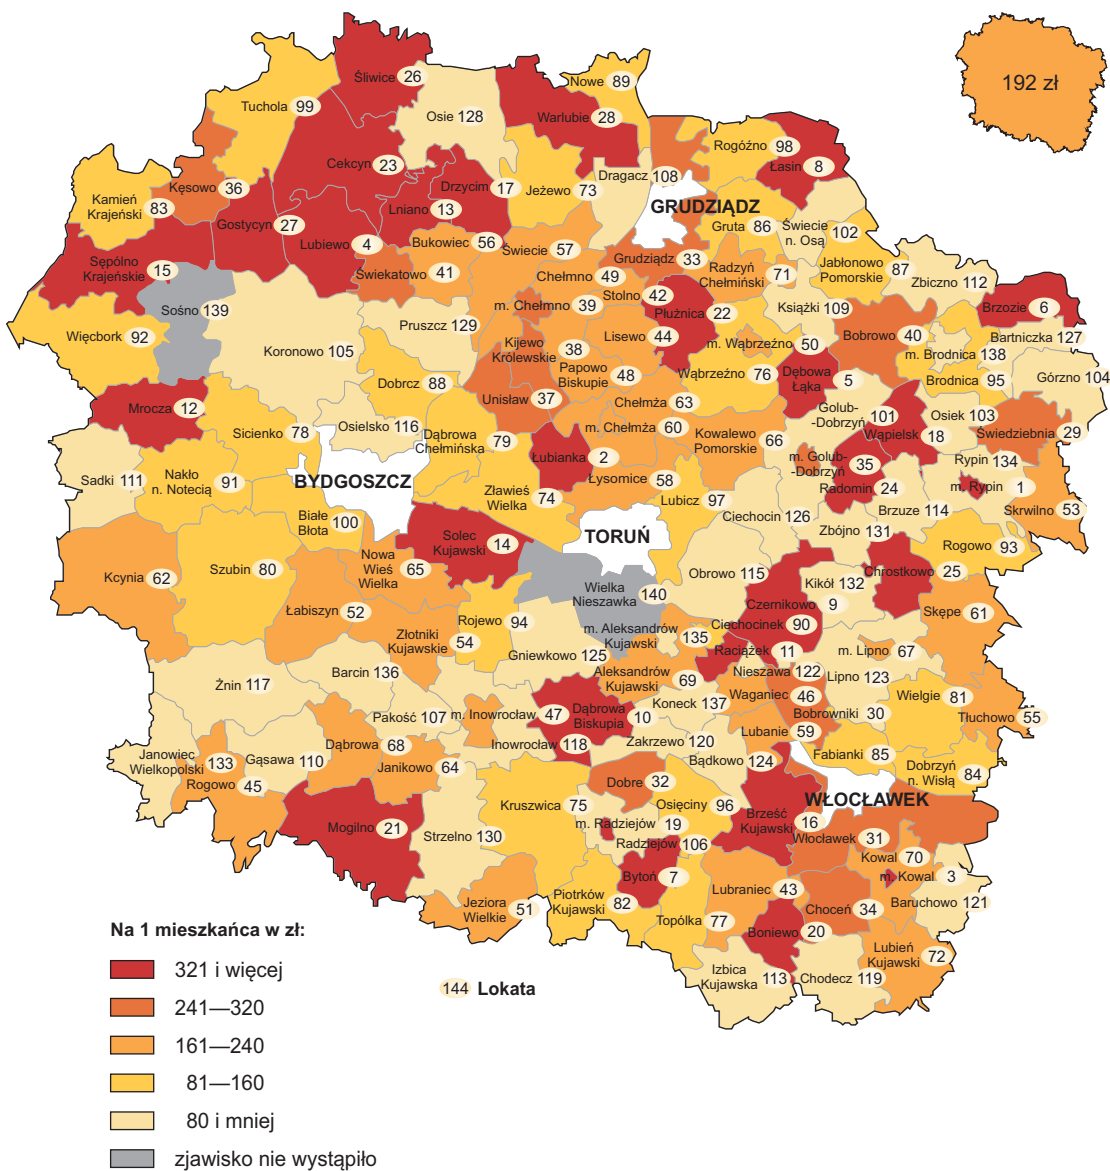 192 zł
Śliwice 26
Nowe 89
Tuchola 99
Osie 128
Warlubie 28
Rogóźno 98
Łasin 8
Cekcyn 23
Dragacz 108
Kęsowo 36
Drzycim 17
Jeżewo 73
Kamień
Krajeński 83
GRUDZIĄDZ
Lniano 13
Gostycyn 27
Gruta 86
Świecie
n. Osą 102
Lubiewo 4
Bukowiec 56
Świecie 57
Sępólno
Krajeńskie 15
Świekatowo 41
Grudziądz 33
Radzyń
Chełmiński 71
Jabłonowo
Pomorskie 87
Chełmno 49
Zbiczno 112
Stolno 42
Sośno 139
m. Chełmno 39
Płużnica 22
Książki 109
Brzozie 6
Pruszcz 129
Więcbork 92
Lisewo 44
Bobrowo 40
Bartniczka 127
Koronowo 105
Kijewo
Królewskie 38
m. Wąbrzeźno 50
m. Brodnica 138
Papowo
Biskupie 48
Wąbrzeźno 76
Dębowa
Łąka 5
Dobrcz 88
Brodnica 95
Górzno 104
Unisław 37
Chełmża 63
Mrocza 12
Golub-
-Dobrzyń 101
Osiek 103
Sicienko 78
Osielsko 116
m. Chełmża 60
Kowalewo
Pomorskie 66
Wąpielsk 18
Świedziebnia 29
Dąbrowa
Chełmińska 79
Łubianka 2
m. Golub-
-Dobrzyń 35
Rypin 134
Sadki 111
Nakło
n. Notecią 91
BYDGOSZCZ
Łysomice 58
Radomin 24
m. Rypin 1
Zławieś
Wielka 74
Lubicz 97
Ciechocin 126
Brzuze 114
Skrwilno 53
Białe
Błota 100
Solec
Kujawski 14
TORUŃ
Zbójno 131
Rogowo 93
Kcynia 62
Szubin 80
Nowa
Wieś
Wielka 65
Obrowo 115
Kikół 132
Chrostkowo 25
Wielka
Nieszawka 140
Czernikowo 9
Łabiszyn 52
Skępe 61
Rojewo 94
Ciechocinek 90
Złotniki
Kujawskie 54
m. Aleksandrów
Kujawski 135
Gniewkowo 125
Raciążek 11
m. Lipno 67
Barcin 136
Aleksandrów
Kujawski 69
Nieszawa 122
Lipno 123
Żnin 117
Waganiec 46
Wielgie 81
Koneck 137
Pakość 107
m. Inowrocław 47
Dąbrowa
Biskupia 10
Bobrowniki 30
Tłuchowo 55
Lubanie 59
Dąbrowa 68
Inowrocław 118
Zakrzewo 120
Janowiec
Wielkopolski 133
Gąsawa 110
Janikowo 64
Bądkowo 124
Fabianki 85
Dobrzyń
n. Wisłą 84
Rogowo 45
Dobre 32
WŁOCŁAWEK
Kruszwica 75
Osięciny 96
Brześć
Kujawski 16
Mogilno 21
Strzelno 130
m. Radziejów 19
Włocławek 31
Radziejów 106
Kowal 70
Bytoń 7
m. Kowal 3
Lubraniec 43
Jeziora
Wielkie 51
Piotrków
Kujawski 82
Choceń 34
Baruchowo 121
Topólka 77
Boniewo 20
Lubień
Kujawski 72
Izbica
Kujawska 113
Chodecz 119
Na 1 mieszkańca w zł:
321 i więcej
241—320
161—240
81—160
80 i mniej
zjawisko nie wystąpiło
144 Lokata